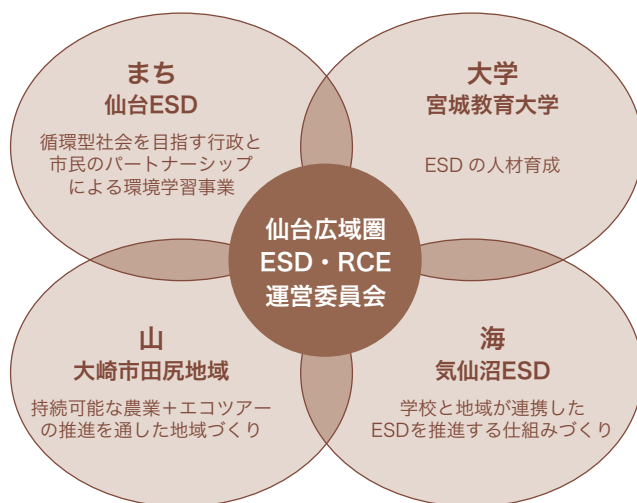 まち
仙台ESD
循環型社会を目指す行政と
市民のパートナーシップ
による環境学習事業
大学
宮城教育大学
ESD の人材育成
仙台広域圏
ESD・RCE
運営委員会
山
大崎市田尻地域
持続可能な農業＋エコツアー
の推進を通した地域づくり
海
気仙沼ESD
学校と地域が連携した
ESDを推進する仕組みづくり